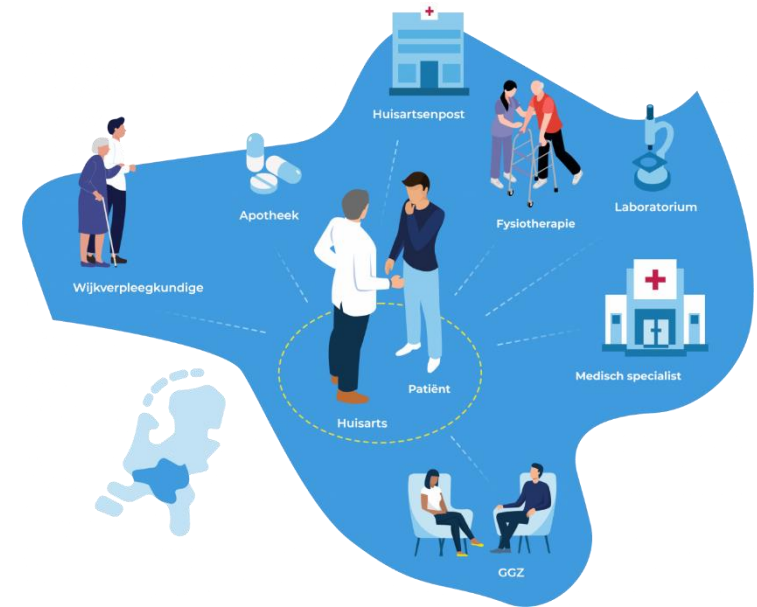 Huisartsenpost
Apotheek
Fysiotherapie
Laboratorium
Wijkverpleegkundige
Medisch specialist
Patiënt
Huisarts
GGZ